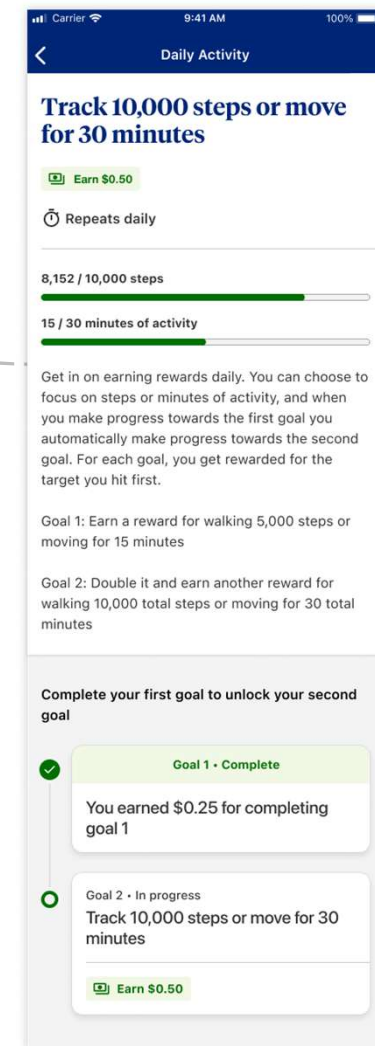 Carrier 9:41 AM 100%
Daily Activity
Track 10,000 steps or move
for 30 minutes
Earn $0.50
Repeats daily
8,152 / 10,000 steps
15 / 30 minutes of activity
Get in on earning rewards daily. You can choose to
focus on steps or minutes of activity, and when
you make progress towards the first goal you
automatically make progress towards the second
goal. For each goal, you get rewarded for the
target you hit first.
Goal 1: Earn a reward for walking 5,000 steps or
moving for 15 minutes
Goal 2: Double it and earn another reward for
walking 10,000 total steps or moving for 30 total
minutes
Complete your first goal to unlock your second
goal
Goal 1 • Complete
You earned $0.25 for completing
goal 1
Goal 2 • In progress
Track 10,000 steps or move for 30
minutes
Earn $0.50